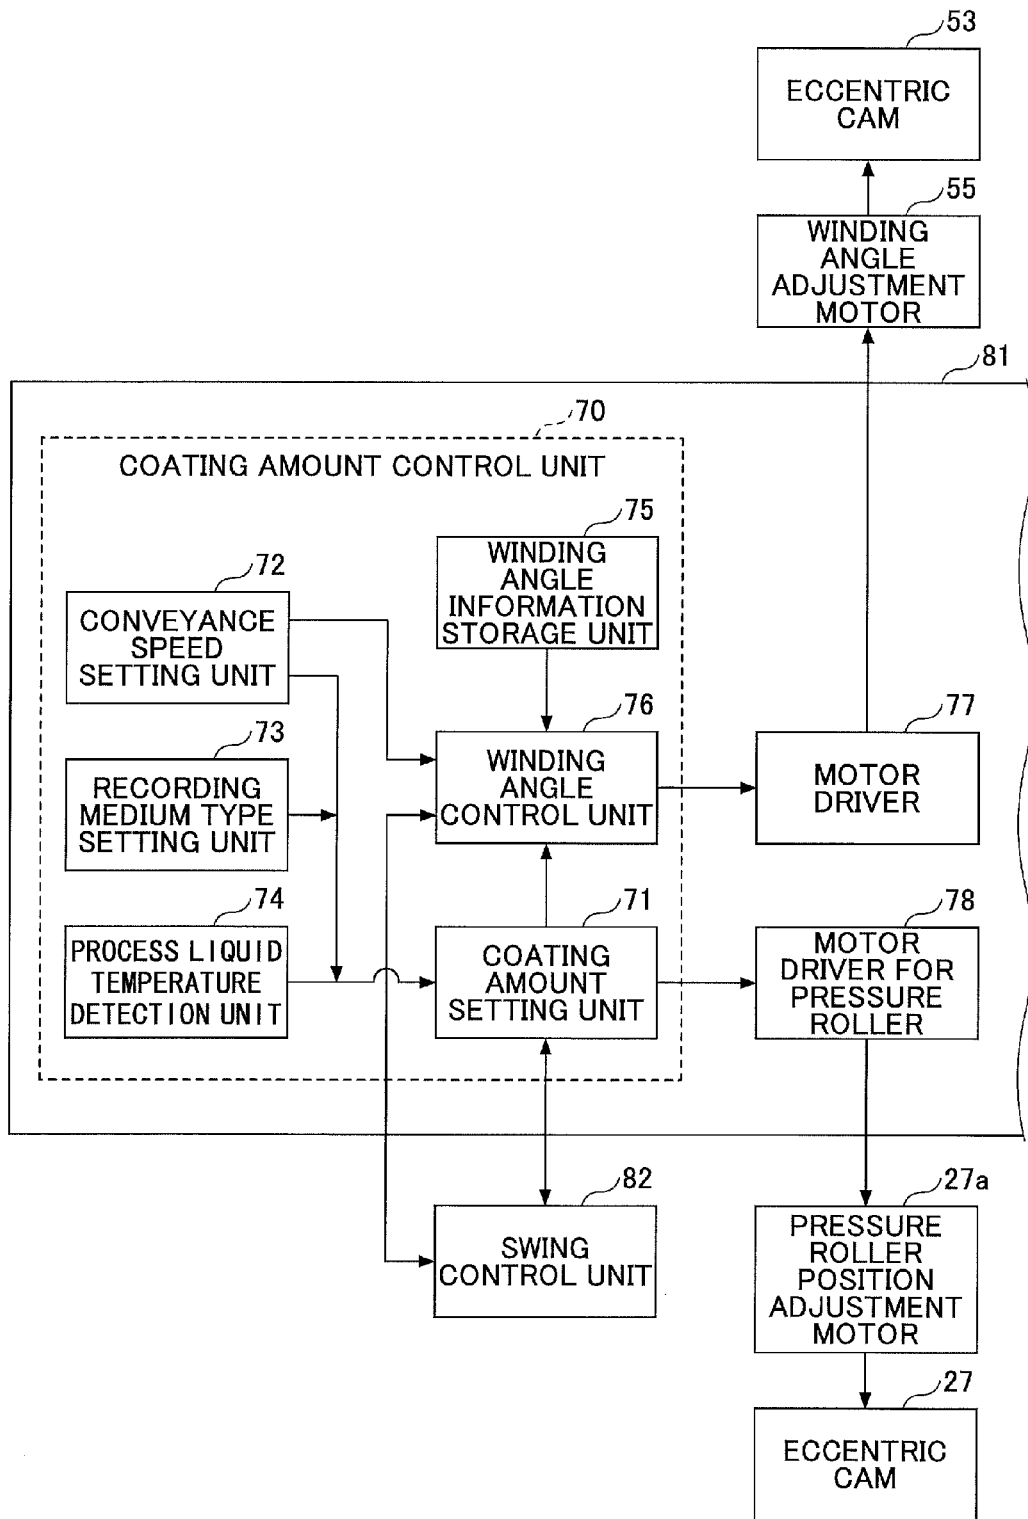 53
ECCENTRIC
CAM
55
WINDING
ANGLE
ADJUSTMENT
MOTOR
81
70
COATING AMOUNT CONTROL UNIT
75
WINDING
ANGLE
INFORMATION
STORAGE UNIT
72
CONVEYANCE
SPEED
SETTING UNIT
76
WINDING
ANGLE
CONTROL UNIT
77
MOTOR
DRIVER
73
RECORDING
MEDIUM TYPE
SETTING UNIT
74
PROCESS LIQUID
TEMPERATURE
DETECTION UNIT
71
COATING
AMOUNT
SETTING UNIT
78
MOTOR
DRIVER FOR
PRESSURE
ROLLER
82
SWING
CONTROL UNIT
27a
PRESSURE
ROLLER
POSITION
ADJUSTMENT
MOTOR
27
ECCENTRIC
CAM